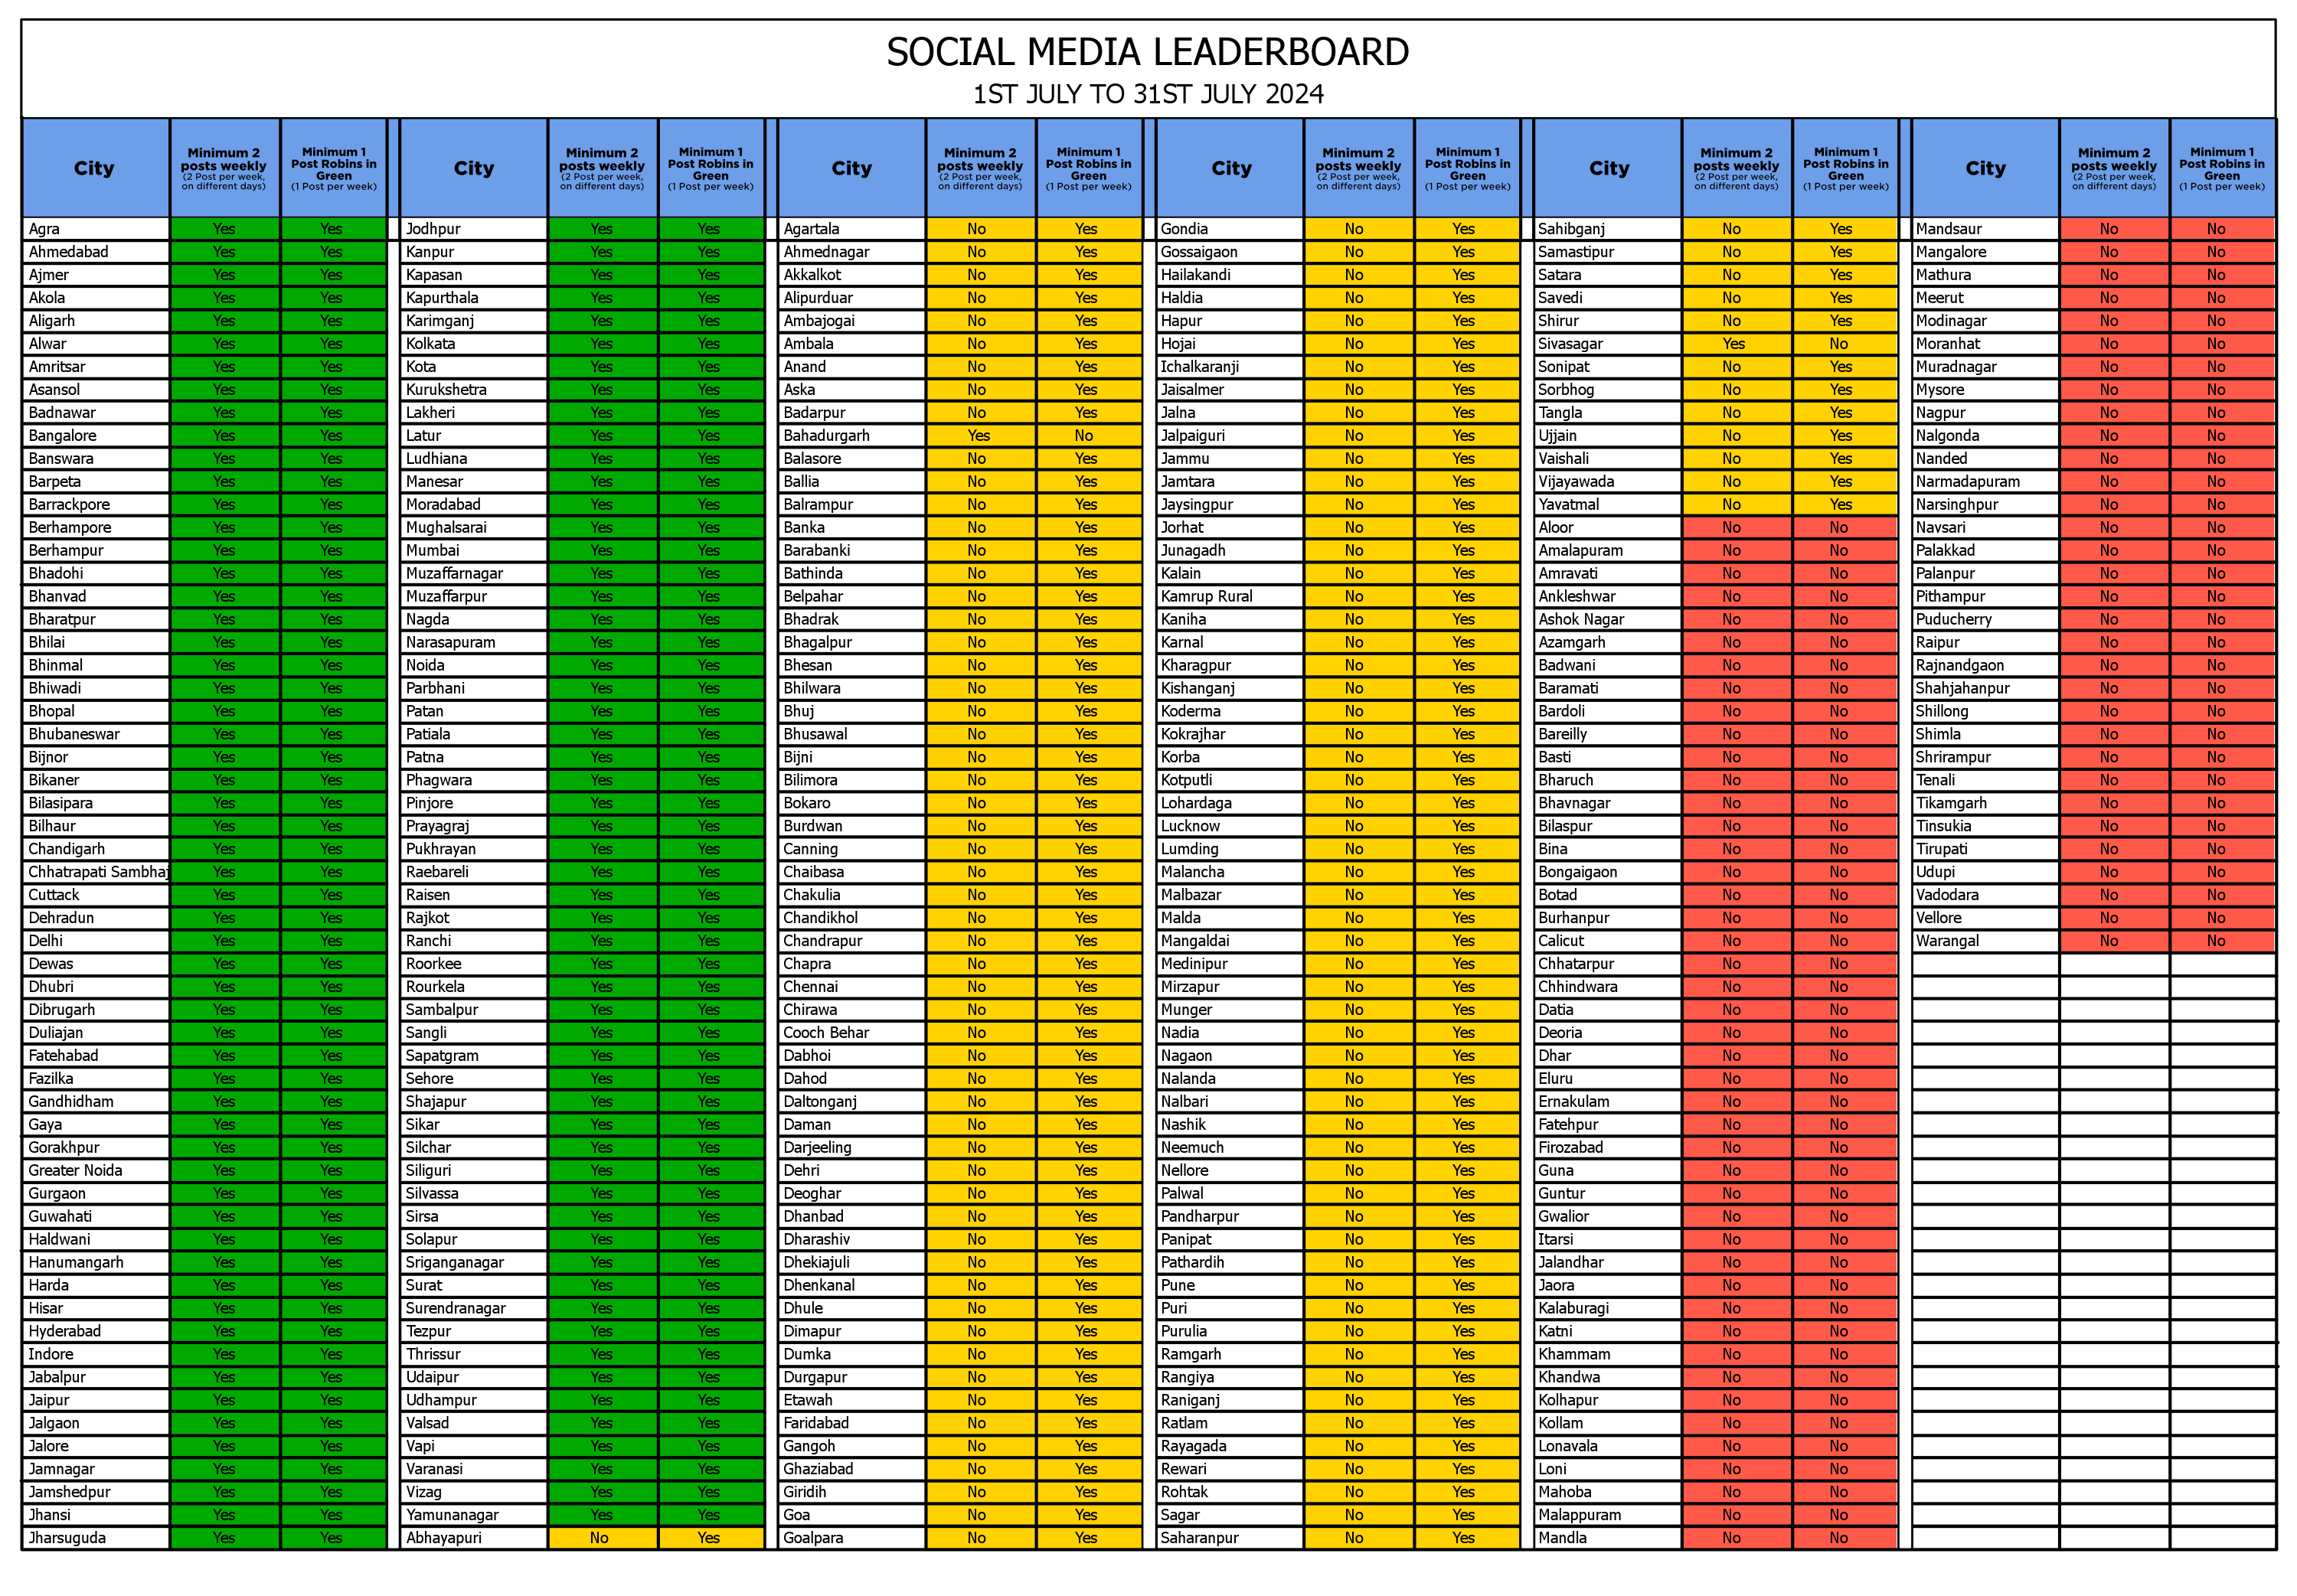 SOCIAL MEDIA LEADERBOARD
1ST JULY TO 31ST JULY 2024
City Minimum 2 posts weekly (2 Post per week, on different days) Minimum 1 Post Robins in Green (1 Post per week) City Minimum 2 posts weekly (2 Post per week, on different days) Minimum 1 Post Robins in Green (1 Post per week) City Minimum 2 posts weekly (2 Post per week, on different days) Minimum 1 Post Robins in Green (1 Post per week) City Minimum 2 posts weekly (2 Post per week, on different days) Minimum 1 Post Robins in Green (1 Post per week) City Minimum 2 posts weekly (2 Post per week, on different days) Minimum 1 Post Robins in Green (1 Post per week) City Minimum 2 posts weekly (2 Post per week, on different days) Minimum 1 Post Robins in Green (1 Post per week)
Agra Yes Yes Jodhpur Yes Yes Agartala No Yes Gondia No Yes Sahibganj No Yes Mandsaur No No
Ahmedabad Yes Yes Kanpur Yes Yes Ahmednagar No Yes Gossaigaon No Yes Samastipur No Yes Mangalore No No
Ajmer Yes Yes Kapasan Yes Yes Akkalkot No Yes Hailakandi No Yes Satara No Yes Mathura No No
Akola Yes Yes Kapurthala Yes Yes Alipurduar No Yes Haldia No Yes Savedi No Yes Meerut No No
Aligarh Yes Yes Karimganj Yes Yes Ambajogai No Yes Hapur No Yes Shirur No Yes Modinagar No No
Alwar Yes Yes Kolkata Yes Yes Ambala No Yes Hojai No Yes Sivasagar Yes No Moranhat No No
Amritsar Yes Yes Kota Yes Yes Anand No Yes Ichalkaranji No Yes Sonipat No Yes Muradnagar No No
Asansol Yes Yes Kurukshetra Yes Yes Aska No Yes Jaisalmer No Yes Sorbhog No Yes Mysore No No
Badnawar Yes Yes Lakheri Yes Yes Badarpur No Yes Jalna No Yes Tangla No Yes Nagpur No No
Bangalore Yes Yes Latur Yes Yes Bahadurgarh Yes No Jalpaiguri No Yes Ujjain No Yes Nalgonda No No
Banswara Yes Yes Ludhiana Yes Yes Balasore No Yes Jammu No Yes Vaishali No Yes Nanded No No
Barpeta Yes Yes Manesar Yes Yes Ballia No Yes Jamtara No Yes Vijayawada No Yes Narmadapuram No No
Barrackpore Yes Yes Moradabad Yes Yes Balrampur No Yes Jaysingpur No Yes Yavatmal No Yes Narsinghpur No No
Berhampore Yes Yes Mughalsarai Yes Yes Banka No Yes Jorhat No Yes Aloor No No Navsari No No
Berhampur Yes Yes Mumbai Yes Yes Barabanki No Yes Junagadh No Yes Amalapuram No No Palakkad No No
Bhadohi Yes Yes Muzaffarnagar Yes Yes Bathinda No Yes Kalain No Yes Amravati No No Palanpur No No
Bhanvad Yes Yes Muzaffarpur Yes Yes Belpahar No Yes Kamrup Rural No Yes Ankleshwar No No Pithampur No No
Bharatpur Yes Yes Nagda Yes Yes Bhadrak No Yes Kaniha No Yes Ashok Nagar No No Puducherry No No
Bhilai Yes Yes Narasapuram Yes Yes Bhagalpur No Yes Karnal No Yes Azamgarh No No Raipur No No
Bhinmal Yes Yes Noida Yes Yes Bhesan No Yes Kharagpur No Yes Badwani No No Rajnandgaon No No
Bhiwadi Yes Yes Parbhani Yes Yes Bhilwara No Yes Kishanganj No Yes Baramati No No Shahjahanpur No No
Bhopal Yes Yes Patan Yes Yes Bhuj No Yes Koderma No Yes Bardoli No No Shillong No No
Bhubaneswar Yes Yes Patiala Yes Yes Bhusawal No Yes Kokrajhar No Yes Bareilly No No Shimla No No
Bijnor Yes Yes Patna Yes Yes Bijni No Yes Korba No Yes Basti No No Shrirampur No No
Bikaner Yes Yes Phagwara Yes Yes Bilimora No Yes Kotputli No Yes Bharuch No No Tenali No No
Bilasipara Yes Yes Pinjore Yes Yes Bokaro No Yes Lohardaga No Yes Bhavnagar No No Tikamgarh No No
Bilhaur Yes Yes Prayagraj Yes Yes Burdwan No Yes Lucknow No Yes Bilaspur No No Tinsukia No No
Chandigarh Yes Yes Pukhrayan Yes Yes Canning No Yes Lumding No Yes Bina No No Tirupati No No
Chhatrapati Sambhaj Yes Yes Raebareli Yes Yes Chaibasa No Yes Malancha No Yes Bongaigaon No No Udupi No No
Cuttack Yes Yes Raisen Yes Yes Chakulia No Yes Malbazar No Yes Botad No No Vadodara No No
Dehradun Yes Yes Rajkot Yes Yes Chandikhol No Yes Malda No Yes Burhanpur No No Vellore No No
Delhi Yes Yes Ranchi Yes Yes Chandrapur No Yes Mangaldai No Yes Calicut No No Warangal No No
Dewas Yes Yes Roorkee Yes Yes Chapra No Yes Medinipur No Yes Chhatarpur No No
Dhubri Yes Yes Rourkela Yes Yes Chennai No Yes Mirzapur No Yes Chhindwara No No
Dibrugarh Yes Yes Sambalpur Yes Yes Chirawa No Yes Munger No Yes Datia No No
Duliajan Yes Yes Sangli Yes Yes Cooch Behar No Yes Nadia No Yes Deoria No No
Fatehabad Yes Yes Sapatgram Yes Yes Dabhoi No Yes Nagaon No Yes Dhar No No
Fazilka Yes Yes Sehore Yes Yes Dahod No Yes Nalanda No Yes Eluru No No
Gandhidham Yes Yes Shajapur Yes Yes Daltonganj No Yes Nalbari No Yes Ernakulam No No
Gaya Yes Yes Sikar Yes Yes Daman No Yes Nashik No Yes Fatehpur No No
Gorakhpur Yes Yes Silchar Yes Yes Darjeeling No Yes Neemuch No Yes Firozabad No No
Greater Noida Yes Yes Siliguri Yes Yes Dehri No Yes Nellore No Yes Guna No No
Gurgaon Yes Yes Silvassa Yes Yes Deoghar No Yes Palwal No Yes Guntur No No
Guwahati Yes Yes Sirsa Yes Yes Dhanbad No Yes Pandharpur No Yes Gwalior No No
Haldwani Yes Yes Solapur Yes Yes Dharashiv No Yes Panipat No Yes Itarsi No No
Hanumangarh Yes Yes Sriganganagar Yes Yes Dhekiajuli No Yes Pathardih No Yes Jalandhar No No
Harda Yes Yes Surat Yes Yes Dhenkanal No Yes Pune No Yes Jaora No No
Hisar Yes Yes Surendranagar Yes Yes Dhule No Yes Puri No Yes Kalaburagi No No
Hyderabad Yes Yes Tezpur Yes Yes Dimapur No Yes Purulia No Yes Katni No No
Indore Yes Yes Thrissur Yes Yes Dumka No Yes Ramgarh No Yes Khammam No No
Jabalpur Yes Yes Udaipur Yes Yes Durgapur No Yes Rangiya No Yes Khandwa No No
Jaipur Yes Yes Udhampur Yes Yes Etawah No Yes Raniganj No Yes Kolhapur No No
Jalgaon Yes Yes Valsad Yes Yes Faridabad No Yes Ratlam No Yes Kollam No No
Jalore Yes Yes Vapi Yes Yes Gangoh No Yes Rayagada No Yes Lonavala No No
Jamnagar Yes Yes Varanasi Yes Yes Ghaziabad No Yes Rewari No Yes Loni No No
Jamshedpur Yes Yes Vizag Yes Yes Giridih No Yes Rohtak No Yes Mahoba No No
Jhansi Yes Yes Yamunanagar Yes Yes Goa No Yes Sagar No Yes Malappuram No No
Jharsuguda Yes Yes Abhayapuri No Yes Goalpara No Yes Saharanpur No Yes Mandla No No